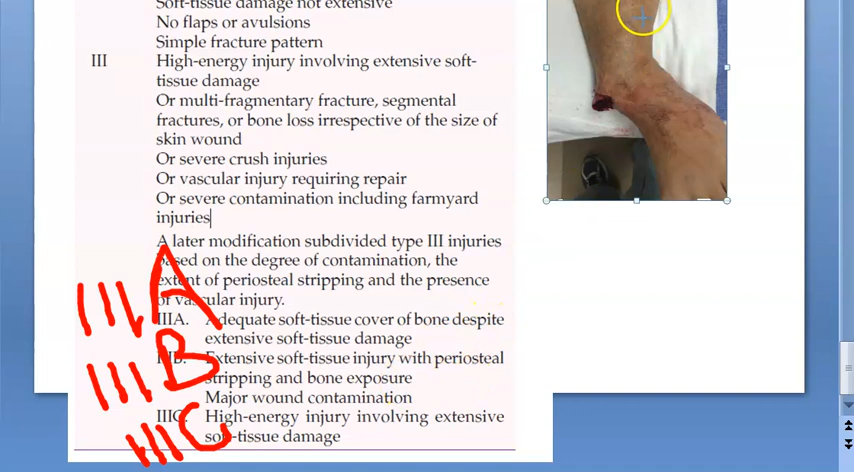 Soft-tissue damage not extensive
No flaps or avulsions
Simple fracture pattern
III High-energy injury involving extensive soft-
tissue damage
Or multi-fragmentary fracture, segmental
fractures, or bone loss irrespective of the size of
skin wound
Or severe crush injuries
Or vascular injury requiring repair
Or severe contamination including farmyard
injuries
A later modification subdivided type III injuries
based on the degree of contamination, the
extent of periosteal stripping and the presence
of vascular injury.
IIIA
IIIA. Adequate soft-tissue cover of bone despite
extensive soft-tissue damage
IIIB
IIIB. Extensive soft-tissue injury with periosteal
stripping and bone exposure
Major wound contamination
IIIC
IIIC. High-energy injury involving extensive
soft-tissue damage